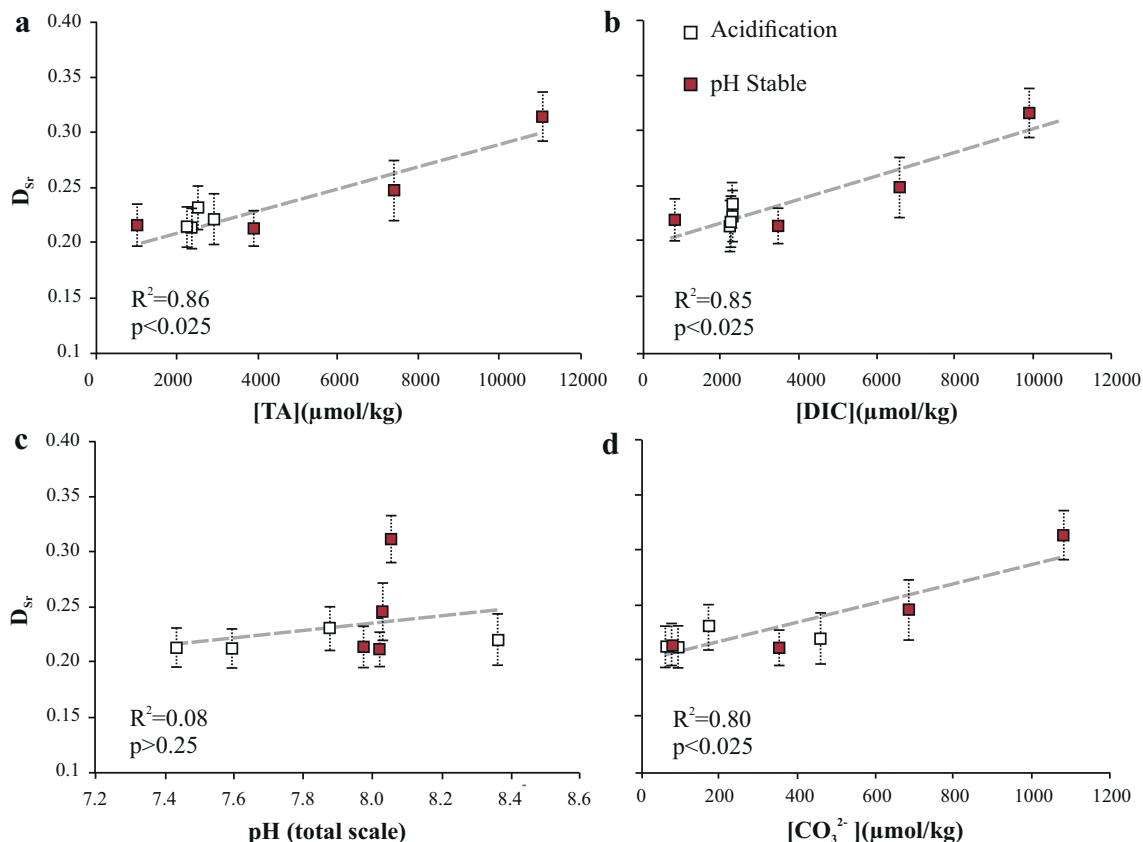 a
0.40
0.35
0.30
0.25
0.20
0.15
0.1
D_Sr
R²=0.86
p<0.025
0 2000 4000 6000 8000 10000 12000
[TA](μmol/kg)
b
Acidification
pH Stable
R²=0.85
p<0.025
0 2000 4000 6000 8000 10000 12000
[DIC](μmol/kg)
c
0.40
0.35
0.30
0.25
0.20
0.15
0.1
D_Sr
R²=0.08
p>0.25
7.2 7.4 7.6 7.8 8.0 8.2 8.4 8.6
pH (total scale)
d
R²=0.80
p<0.025
0 200 400 600 800 1000 1200
[CO₃²⁻ ](μmol/kg)